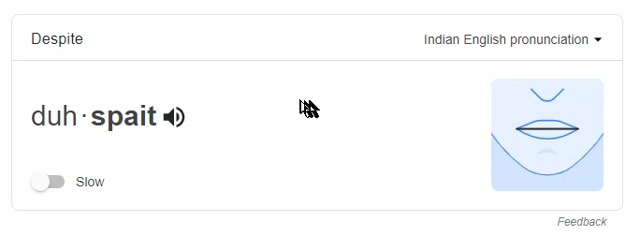 Despite
Indian English pronunciation
duh·spait
Slow
Feedback